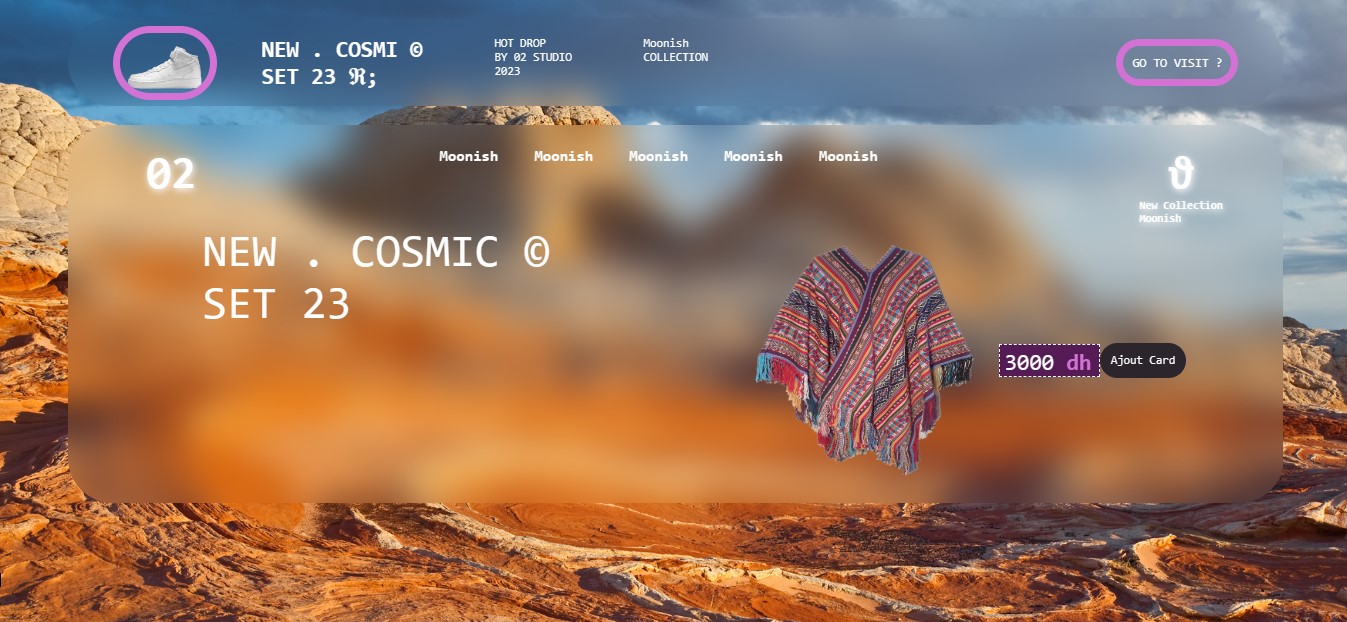 NEW . COSMI ©
SET 23 ℜ;
HOT DROP
BY 02 STUDIO
2023
Moonish
COLLECTION
GO TO VISIT ?
02
Moonish Moonish Moonish Moonish Moonish
ϑ
New Collection
Moonish
NEW . COSMIC ©
SET 23
3000 dh
Ajout Card